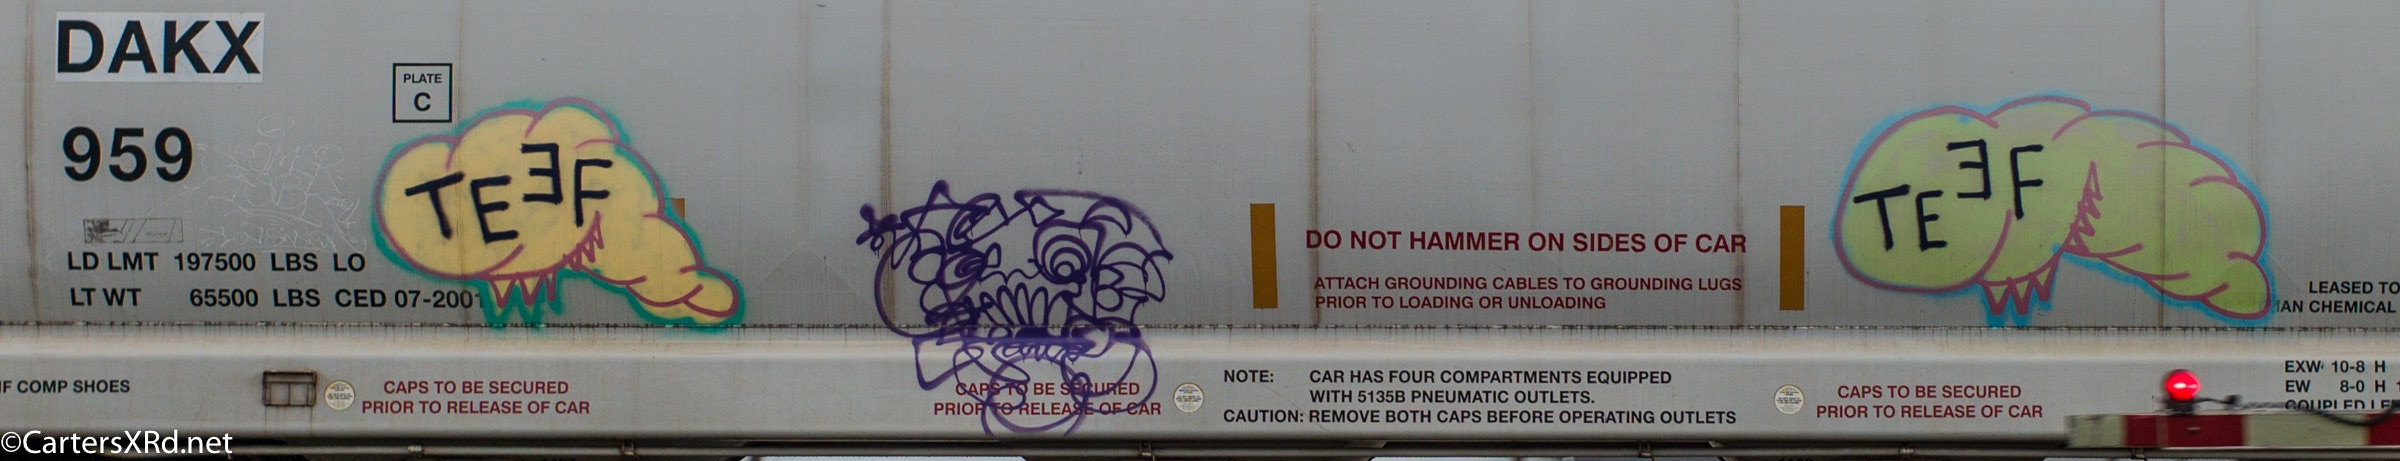 DAKX
959
PLATE
C
LD LMT 197500 LBS LO
LT WT 65500 LBS CED 07-2001
TEEF
DO NOT HAMMER ON SIDES OF CAR
ATTACH GROUNDING CABLES TO GROUNDING LUGS
PRIOR TO LOADING OR UNLOADING
TEEF
LEASED TO
CHEMICAL
COMP SHOES
CAPS TO BE SECURED
PRIOR TO RELEASE OF CAR
CAPS TO BE SECURED
PRIOR TO RELEASE OF CAR
NOTE: CAR HAS FOUR COMPARTMENTS EQUIPPED
WITH 5135B PNEUMATIC OUTLETS.
CAUTION: REMOVE BOTH CAPS BEFORE OPERATING OUTLETS
CAPS TO BE SECURED
PRIOR TO RELEASE OF CAR
EXW 10-8 H
EW 8-0 H
COUPLED
©CartersXRd.net